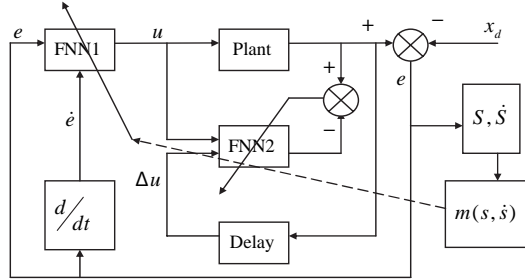 e
FNN1
u
Plant
+
−
x_d
+
e
S, Ṡ
ė
−
FNN2
Δu
d/dt
m(s, ṡ)
Delay